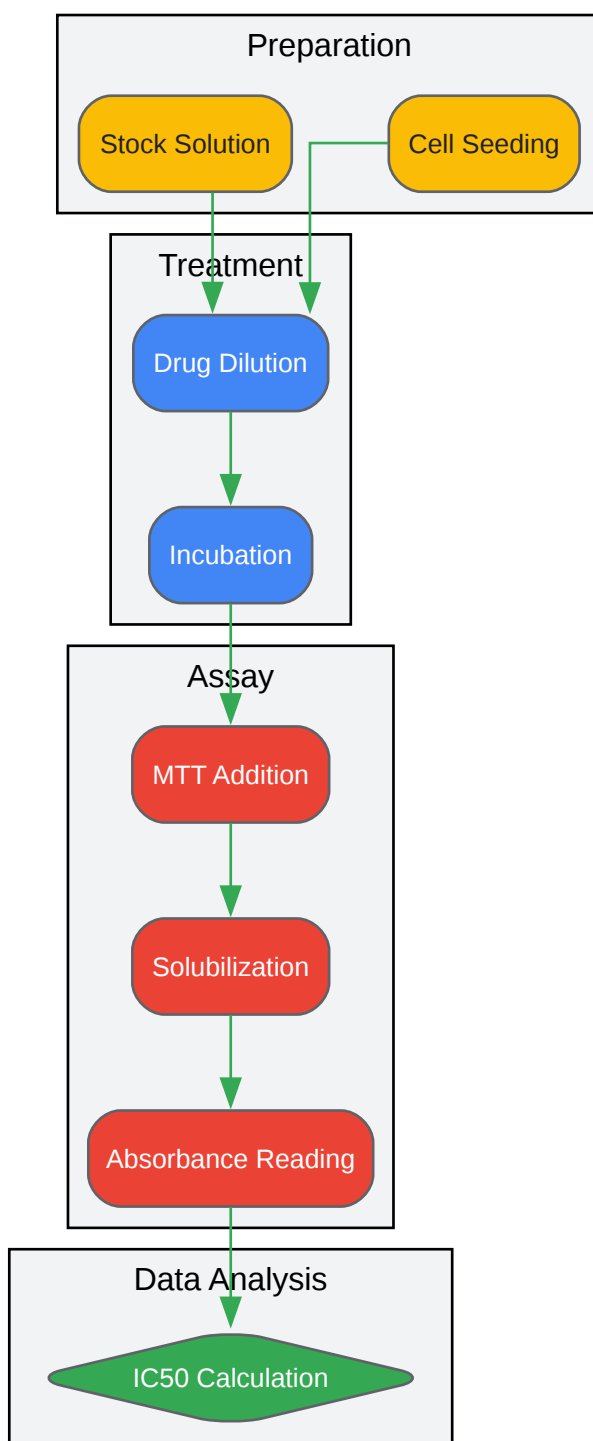 Preparation
Stock Solution
Cell Seeding
Treatment
Drug Dilution
Incubation
Assay
MTT Addition
Solubilization
Absorbance Reading
Data Analysis
IC50 Calculation